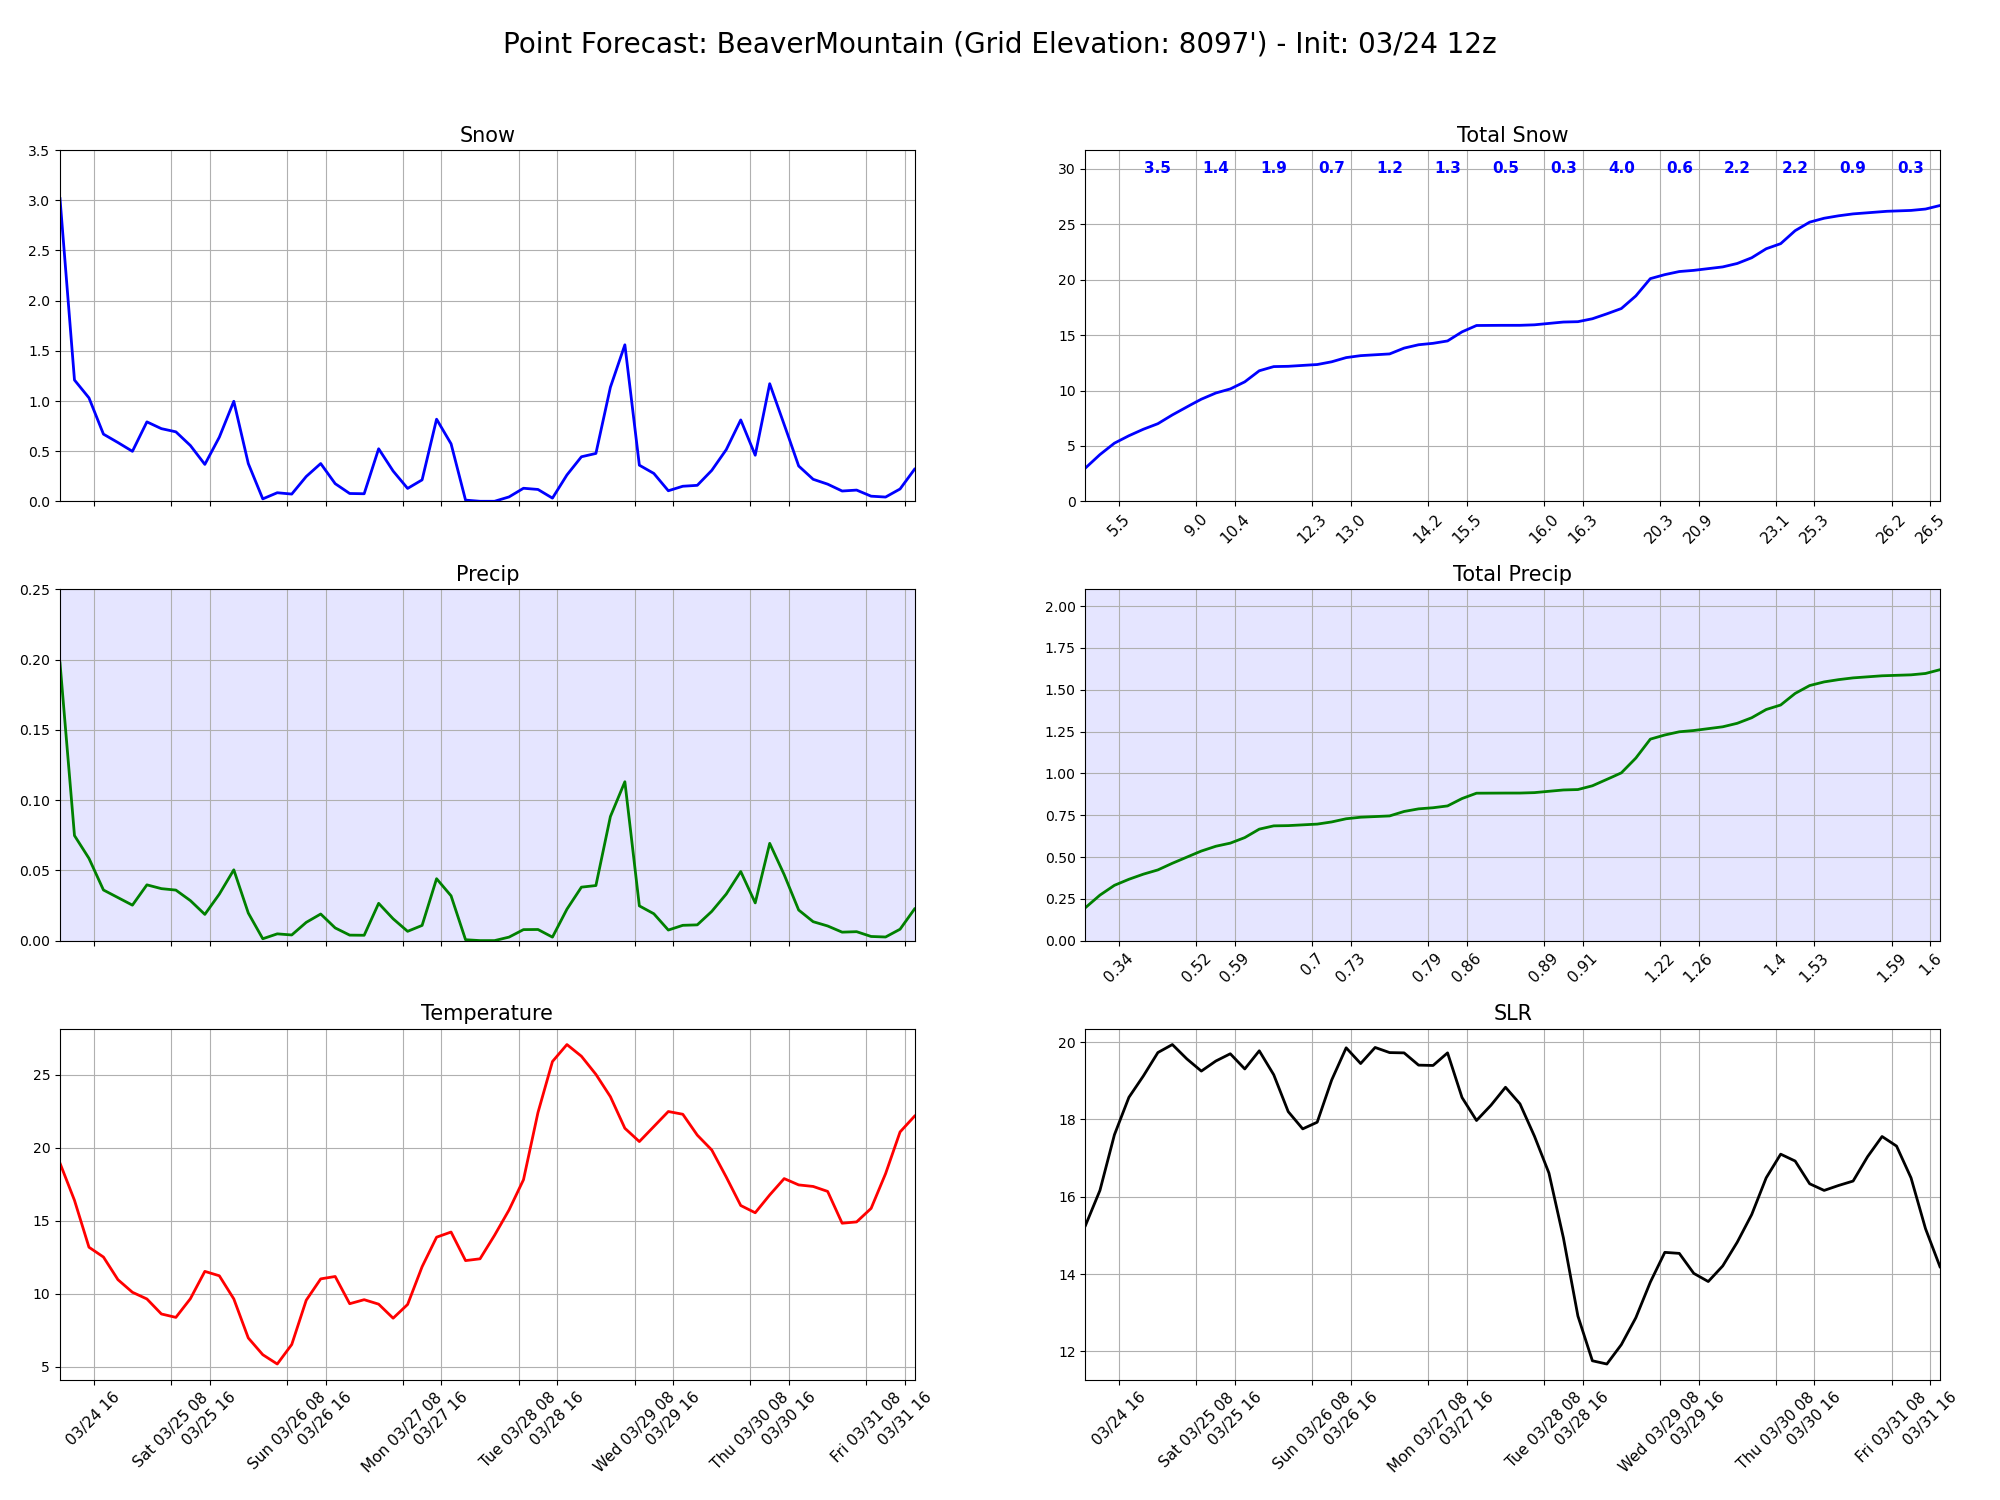 Point Forecast: BeaverMountain (Grid Elevation: 8097') - Init: 03/24 12z
Snow
3.5
3.0
2.5
2.0
1.5
1.0
0.5
0.0
Total Snow
3.5 1.4 1.9 0.7 1.2 1.3 0.5 0.3 4.0 0.6 2.2 2.2 0.9 0.3
30
25
20
15
10
5
0
5.5 9.0 10.4 12.3 13.0 14.2 15.5 16.0 16.3 20.3 20.9 23.1 25.3 26.2 26.5
Precip
0.25
0.20
0.15
0.10
0.05
0.00
Total Precip
2.00
1.75
1.50
1.25
1.00
0.75
0.50
0.25
0.00
0.34 0.52 0.59 0.7 0.73 0.79 0.86 0.89 0.91 1.22 1.26 1.4 1.53 1.59 1.6
Temperature
25
20
15
10
5
03/24 16
Sat 03/25 08
03/25 16
Sun 03/26 08
03/26 16
Mon 03/27 08
03/27 16
Tue 03/28 08
03/28 16
Wed 03/29 08
03/29 16
Thu 03/30 08
03/30 16
Fri 03/31 08
03/31 16
SLR
20
18
16
14
12
03/24 16
Sat 03/25 08
03/25 16
Sun 03/26 08
03/26 16
Mon 03/27 08
03/27 16
Tue 03/28 08
03/28 16
Wed 03/29 08
03/29 16
Thu 03/30 08
03/30 16
Fri 03/31 08
03/31 16